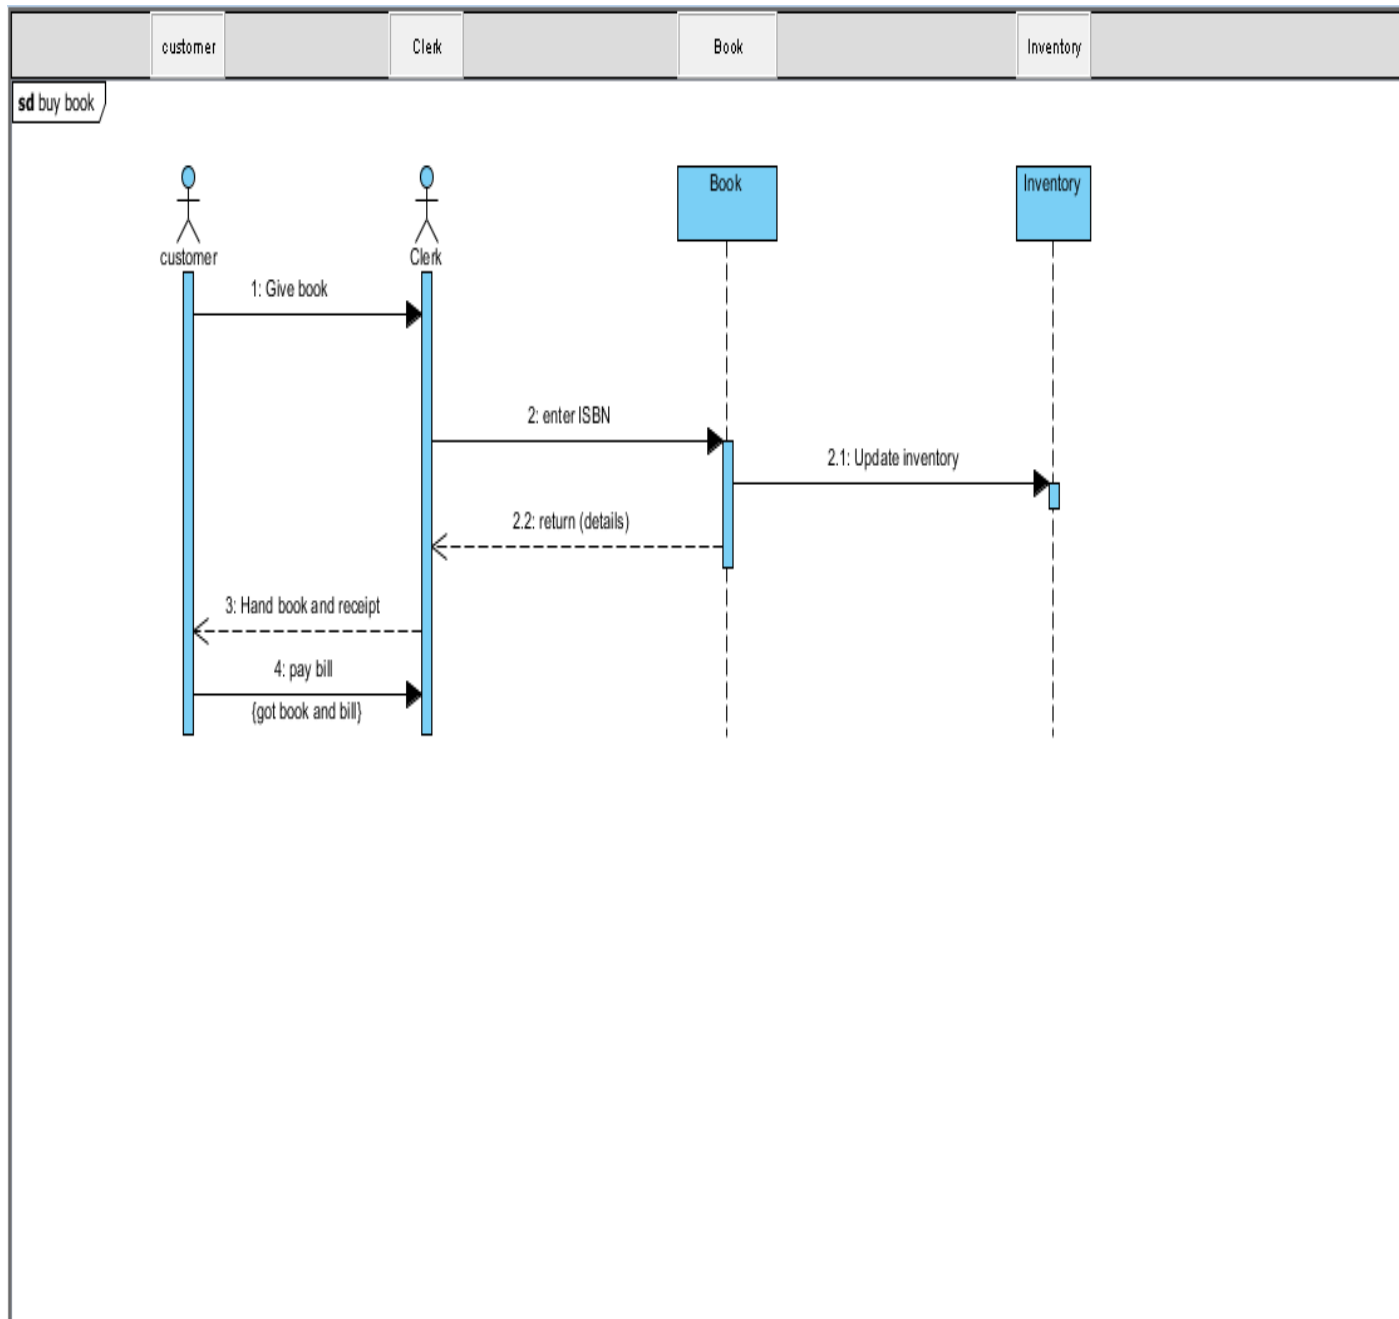 customer
Clerk
Book
Inventory
sd buy book
customer
Clerk
Book
Inventory
1: Give book
2: enter ISBN
2.1: Update inventory
2.2: return (details)
3: Hand book and receipt
4: pay bill
{got book and bill}